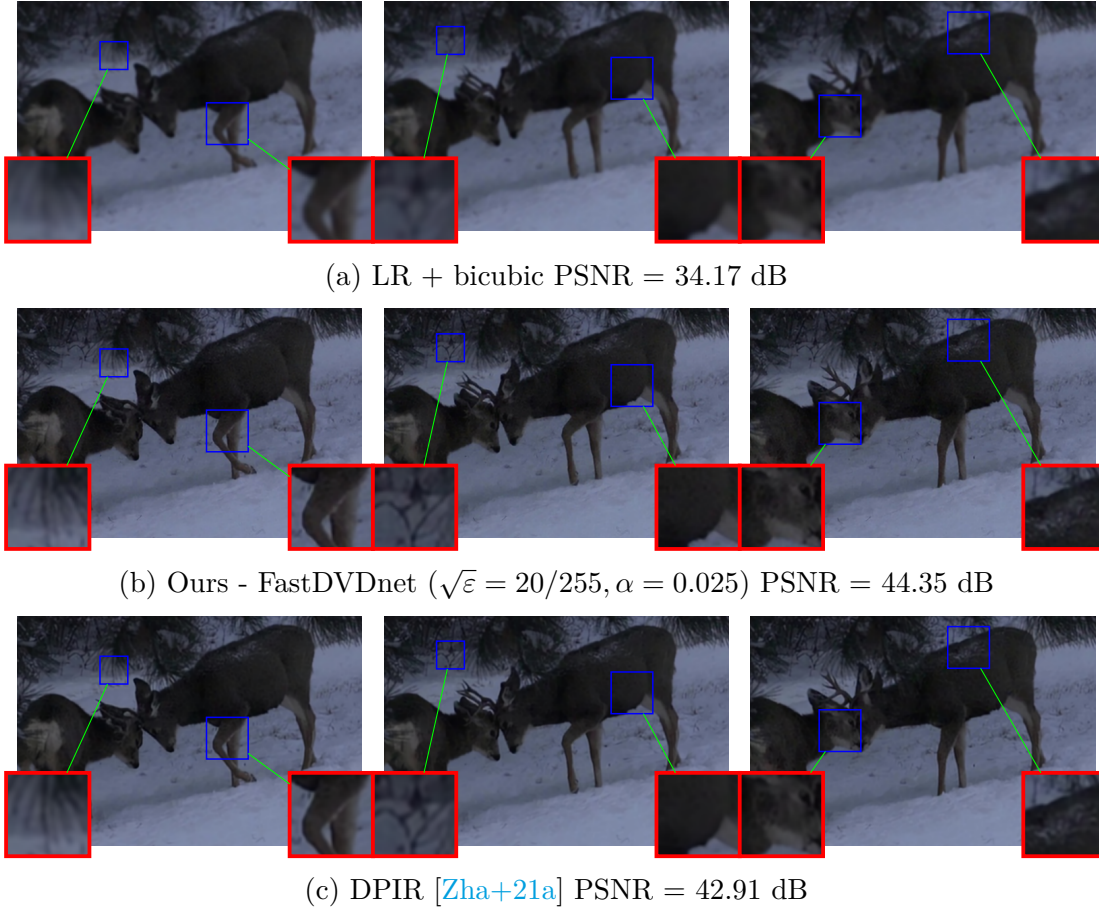 (a) LR + bicubic PSNR = 34.17 dB
(b) Ours - FastDVDnet (√ε = 20/255, α = 0.025) PSNR = 44.35 dB
(c) DPIR [Zha+21a] PSNR = 42.91 dB